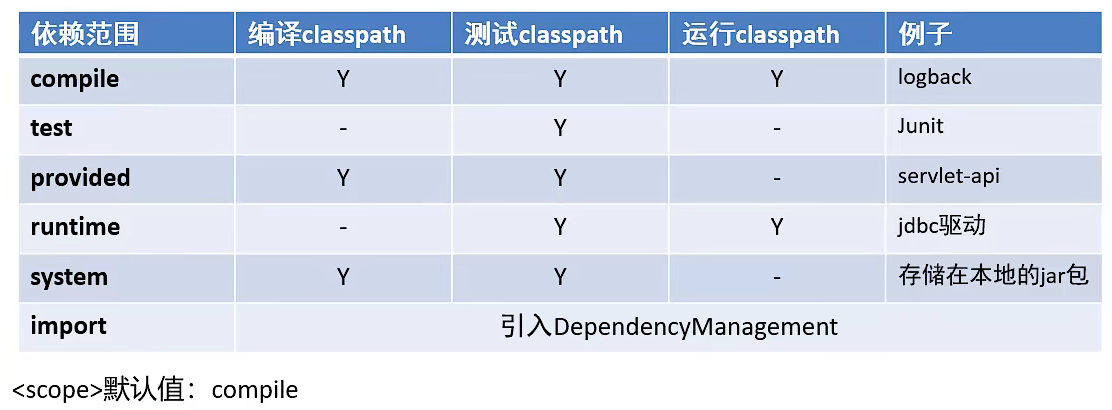 依赖范围 编译classpath 测试classpath 运行classpath 例子
compile Y Y Y logback
test - Y - Junit
provided Y Y - servlet-api
runtime - Y Y jdbc驱动
system Y Y - 存储在本地的jar包
import 引入DependencyManagement
<scope>默认值：compile